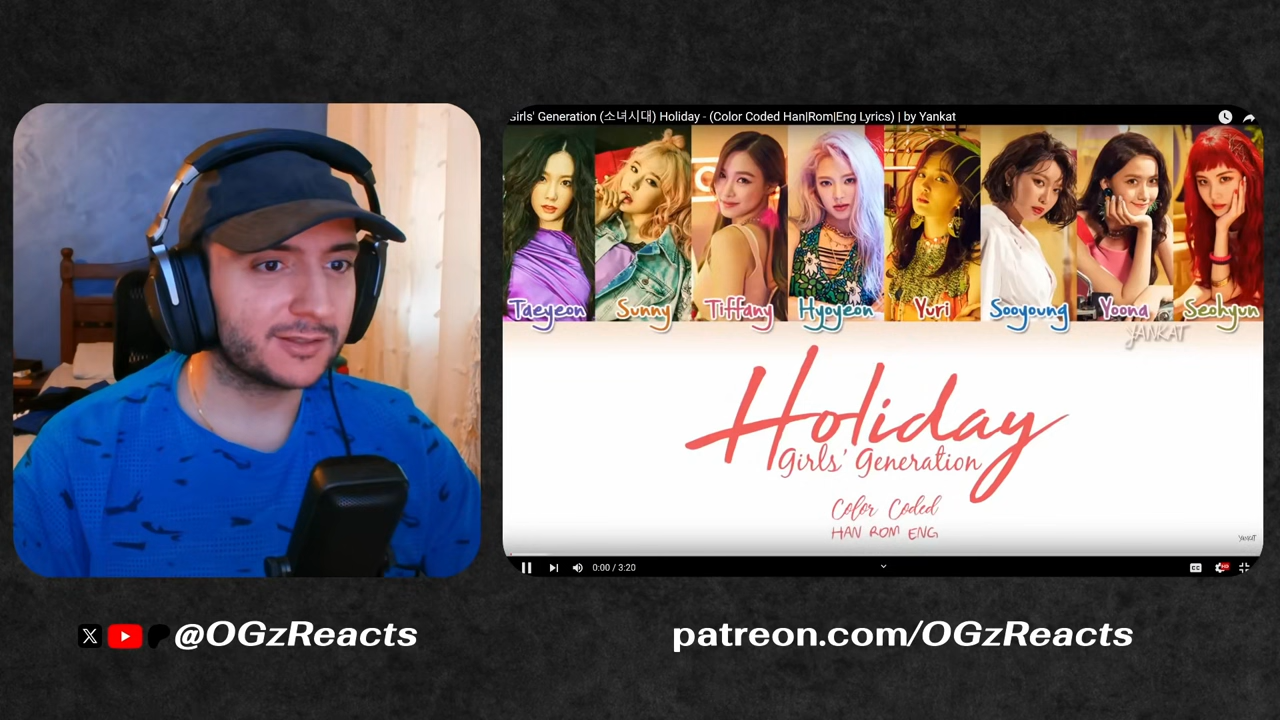 Girls' Generation (소녀시대) Holiday - (Color Coded Han|Rom|Eng Lyrics) | by Yankat
Taeyeon Sunny Tiffany Hyoyeon Yuri Sooyoung Yoona Seohyun
YANKAT
Holiday
Girls' Generation
Color Coded
HAN ROM ENG
YANKAT
0:00 / 3:20
CC HD
@OGzReacts
patreon.com/OGzReacts